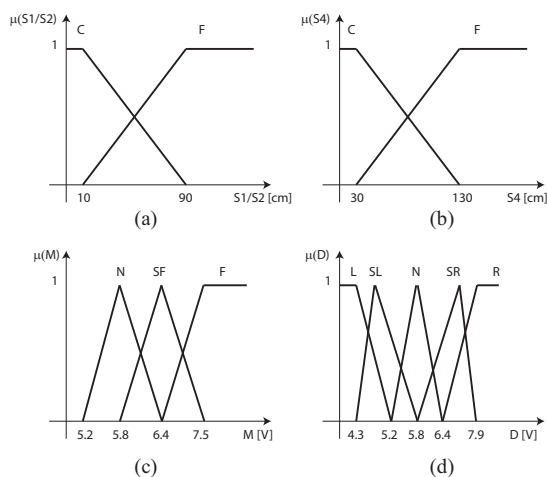 μ(S1/S2)
C F
1
10 90 S1/S2 [cm]
(a)
μ(S4)
C F
1
30 130 S4 [cm]
(b)
μ(M)
N SF F
1
5.2 5.8 6.4 7.5 M [V]
(c)
μ(D)
L SL N SR R
1
4.3 5.2 5.8 6.4 7.9 D [V]
(d)